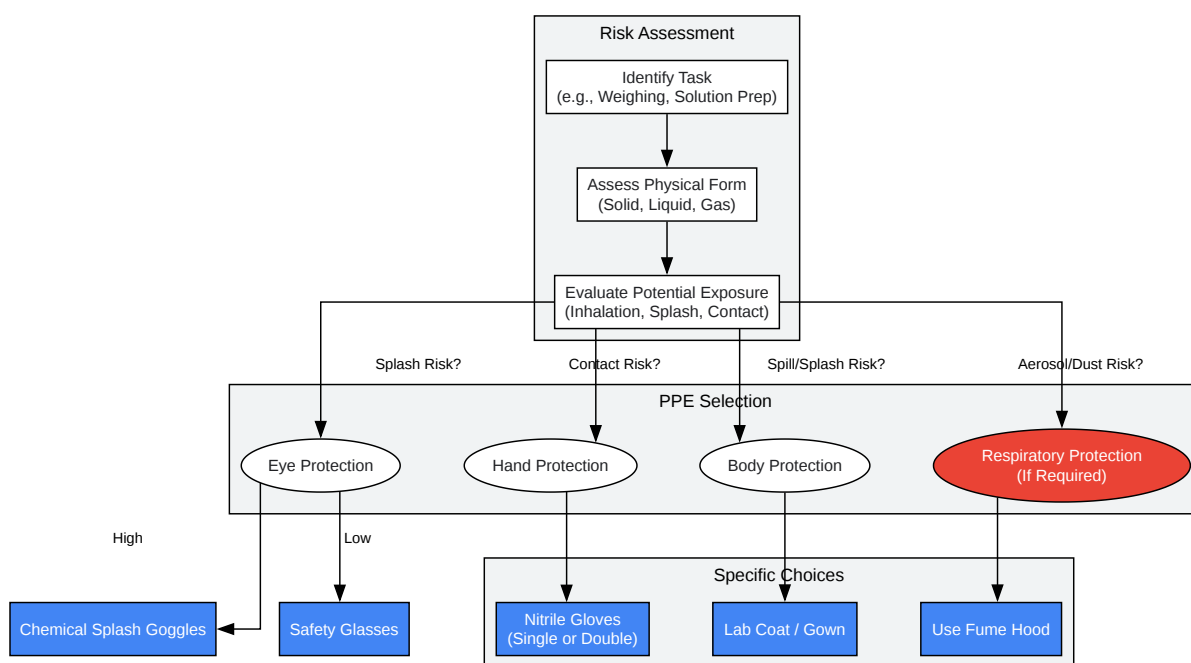 Risk Assessment
Identify Task
(e.g., Weighing, Solution Prep)
Assess Physical Form
(Solid, Liquid, Gas)
Evaluate Potential Exposure
(Inhalation, Splash, Contact)
Splash Risk?
Contact Risk?
Spill/Splash Risk?
Aerosol/Dust Risk?
PPE Selection
Eye Protection
Hand Protection
Body Protection
Respiratory Protection
(If Required)
High
Low
Specific Choices
Chemical Splash Goggles
Safety Glasses
Nitrile Gloves
(Single or Double)
Lab Coat / Gown
Use Fume Hood